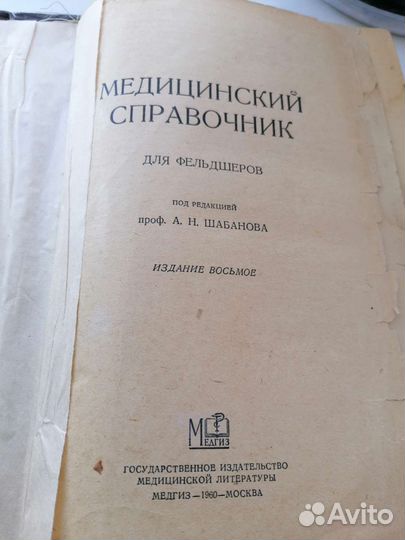 МЕДИЦИНСКИЙ
СПРАВОЧНИК
ДЛЯ ФЕЛЬДШЕРОВ
ПОД РЕДАКЦИЕЙ
проф. А. Н. ШАБАНОВА
ИЗДАНИЕ ВОСЬМОЕ
МЕДГИЗ
ГОСУДАРСТВЕННОЕ ИЗДАТЕЛЬСТВО
МЕДИЦИНСКОЙ ЛИТЕРАТУРЫ
МЕДГИЗ—1960—МОСКВА
Avito